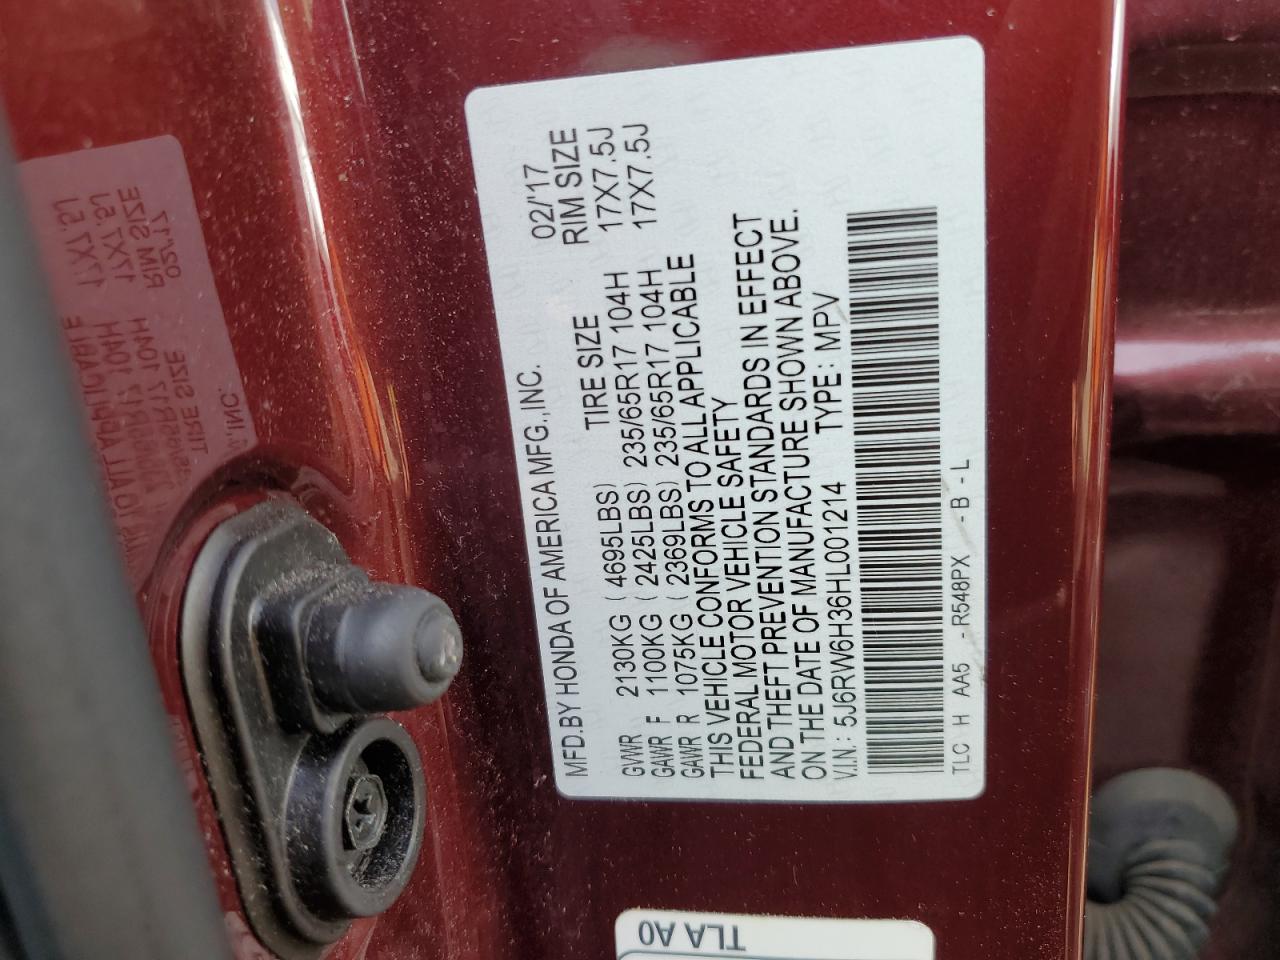 MFD.BY HONDA OF AMERICA MFG.,INC. 02/'17
TIRE SIZE RIM SIZE
GVWR 2130KG ( 4695LBS) 235/65R17 104H 17X7.5J
GAWR F 1100KG ( 2425LBS) 235/65R17 104H 17X7.5J
GAWR R 1075KG ( 2369LBS)
THIS VEHICLE CONFORMS TO ALL APPLICABLE
FEDERAL MOTOR VEHICLE SAFETY
AND THEFT PREVENTION STANDARDS IN EFFECT
ON THE DATE OF MANUFACTURE SHOWN ABOVE.
V.I.N.: 5J6RW6H36HL001214 TYPE: MPV
TLC H AA5 - R548PX - B - L
TLA A0